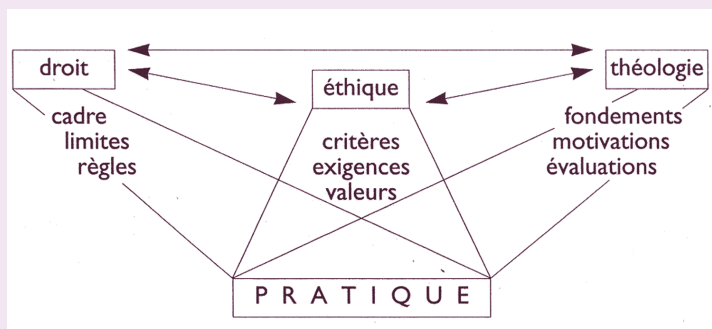 droit
éthique
théologie
cadre
limites
règles
critères
exigences
valeurs
fondements
motivations
évaluations
PRATIQUE